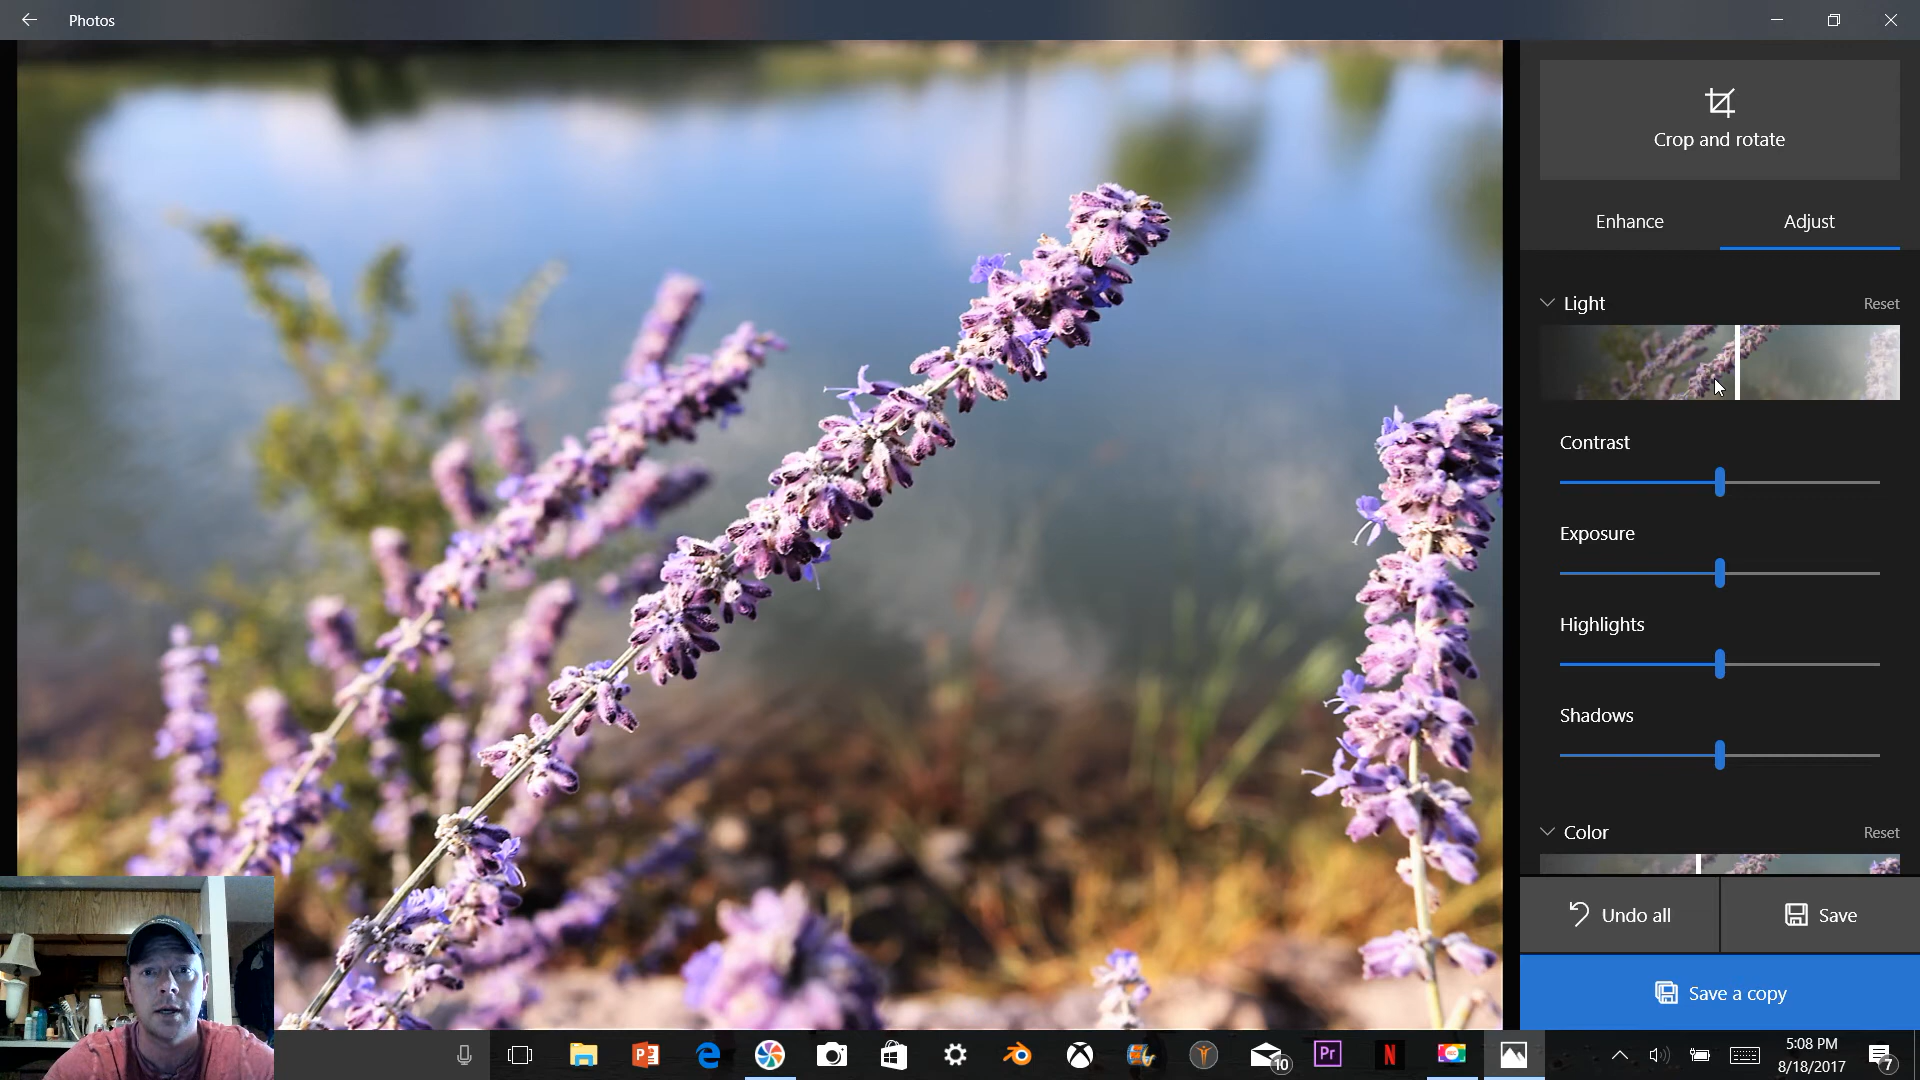 Photos
Crop and rotate
Enhance
Adjust
Light
Reset
Contrast
Exposure
Highlights
Shadows
Color
Reset
Undo all
Save
Save a copy
10
Pr
N
5:08 PM
8/18/2017
7